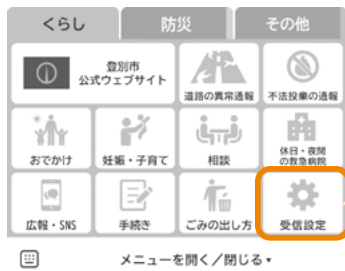 くらし
防災
その他
登別市
公式ウェブサイト
道路の異常通報
不法投棄の通報
おでかけ
妊娠・子育て
相談
休日・夜間
の救急病院
広報・SNS
手続き
ごみの出し方
受信設定
メニューを開く／閉じる▾